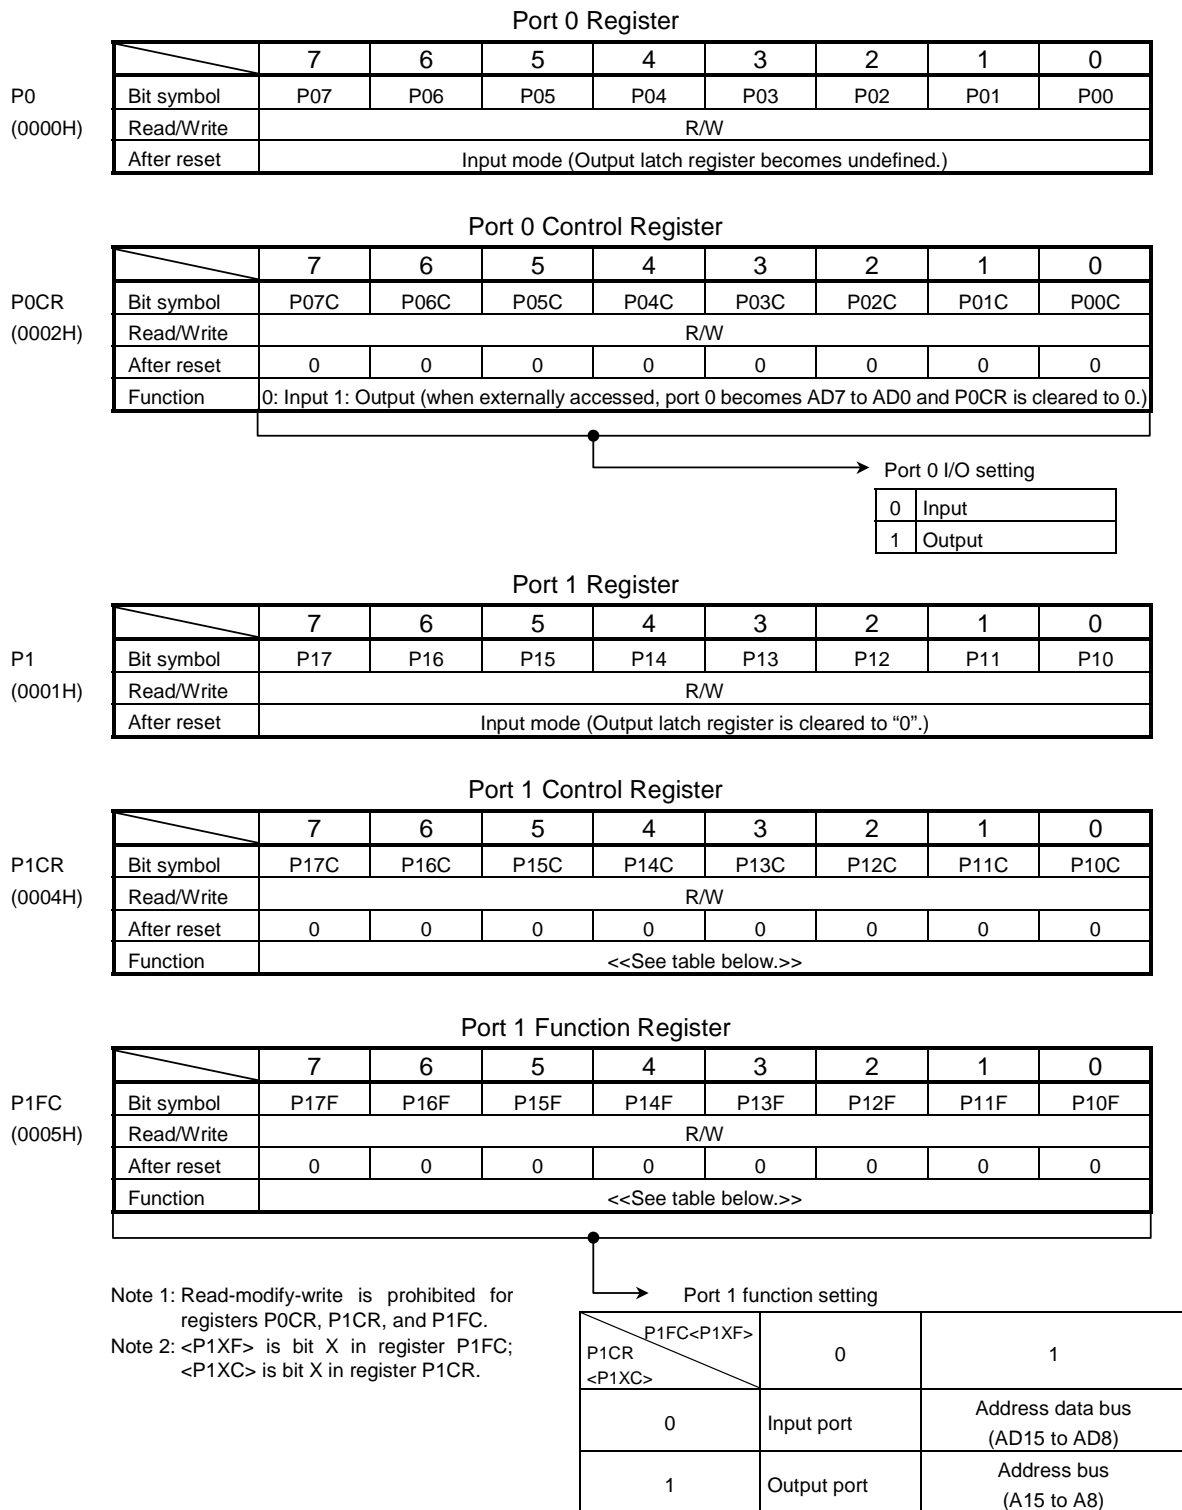 Port 0 Register
7 6 5 4 3 2 1 0
P0 Bit symbol P07 P06 P05 P04 P03 P02 P01 P00
(0000H) Read/Write R/W
After reset Input mode (Output latch register becomes undefined.)
Port 0 Control Register
7 6 5 4 3 2 1 0
P0CR Bit symbol P07C P06C P05C P04C P03C P02C P01C P00C
(0002H) Read/Write R/W
After reset 0 0 0 0 0 0 0 0
Function 0: Input 1: Output (when externally accessed, port 0 becomes AD7 to AD0 and P0CR is cleared to 0.)
Port 0 I/O setting
0 Input
1 Output
Port 1 Register
7 6 5 4 3 2 1 0
P1 Bit symbol P17 P16 P15 P14 P13 P12 P11 P10
(0001H) Read/Write R/W
After reset Input mode (Output latch register is cleared to “0”.)
Port 1 Control Register
7 6 5 4 3 2 1 0
P1CR Bit symbol P17C P16C P15C P14C P13C P12C P11C P10C
(0004H) Read/Write R/W
After reset 0 0 0 0 0 0 0 0
Function <<See table below.>>
Port 1 Function Register
7 6 5 4 3 2 1 0
P1FC Bit symbol P17F P16F P15F P14F P13F P12F P11F P10F
(0005H) Read/Write R/W
After reset 0 0 0 0 0 0 0 0
Function <<See table below.>>
Note 1: Read-modify-write is prohibited for
registers P0CR, P1CR, and P1FC.
Note 2: <P1XF> is bit X in register P1FC;
<P1XC> is bit X in register P1CR.
Port 1 function setting
P1FC<P1XF>
P1CR
<P1XC>
0 1
0 Input port Address data bus
(AD15 to AD8)
1 Output port Address bus
(A15 to A8)